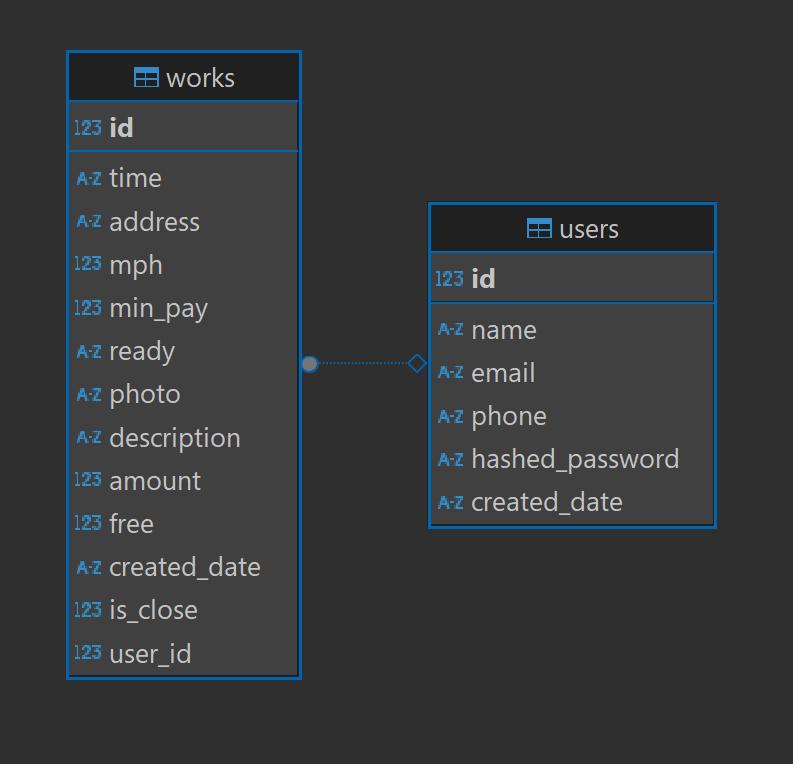 works
123 id
A-Z time
A-Z address
123 mph
123 min_pay
A-Z ready
A-Z photo
A-Z description
123 amount
123 free
A-Z created_date
123 is_close
123 user_id
users
123 id
A-Z name
A-Z email
A-Z phone
A-Z hashed_password
A-Z created_date